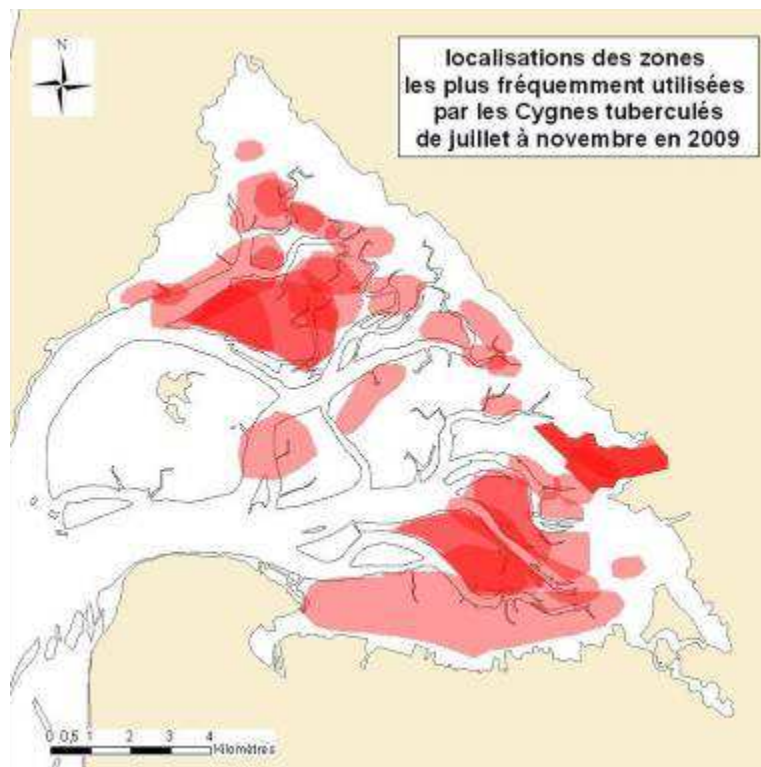 N
localisations des zones
les plus fréquemment utilisées
par les Cygnes tuberculés
de juillet à novembre en 2009
0 0,5 1 2 3 4
Kilomètres